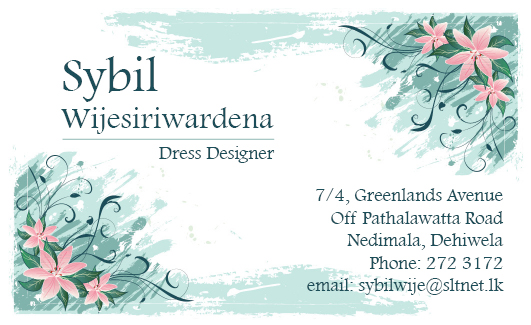 Sybil
Wijesiriwardena
Dress Designer
7/4, Greenlands Avenue
Off Pathalawatta Road
Nedimala, Dehiwela
Phone: 272 3172
email: sybilwije@sltnet.lk